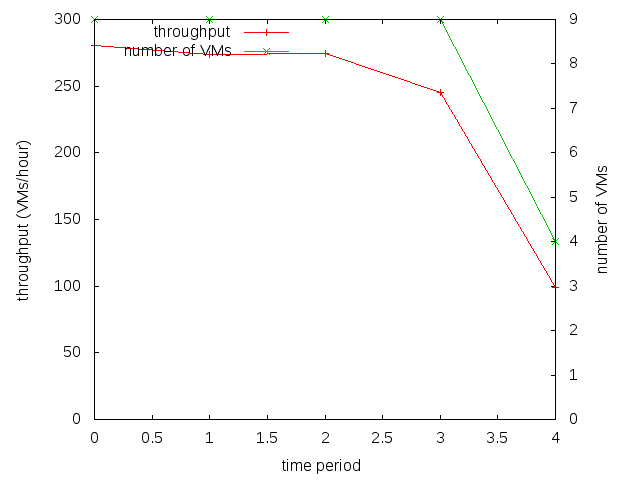 throughput
number of VMs
300
250
200
150
100
50
0
throughput (VMs/hour)
9
8
7
6
5
4
3
2
1
0
number of VMs
0 0.5 1 1.5 2 2.5 3 3.5 4
time period